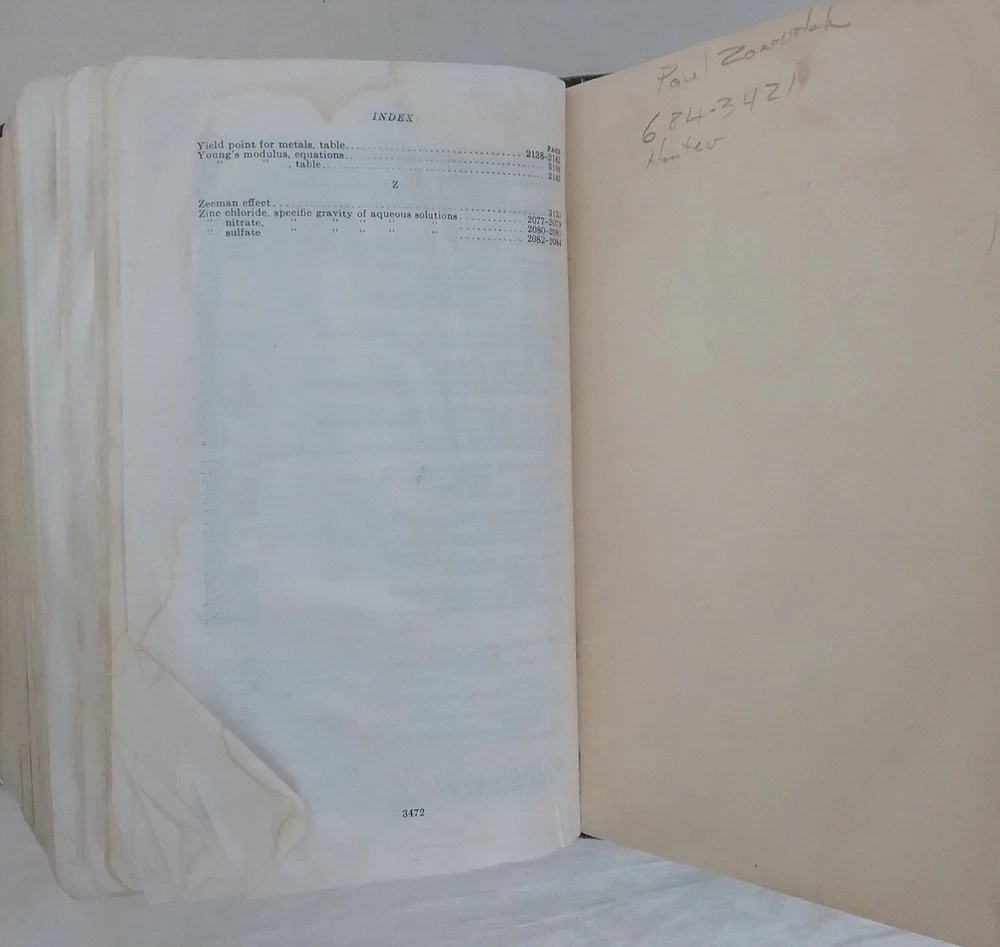 INDEX
PAGE
Yield point for metals, table 2138-2142
Young's modulus, equations 3108
" " , table 2142
Z
Zeeman effect
Zinc chloride, specific gravity of aqueous solutions 2077-2079
" nitrate, " " " " " 2080-2081
" sulfate " " " " " 2082-2084
3472
Paul
684-3421